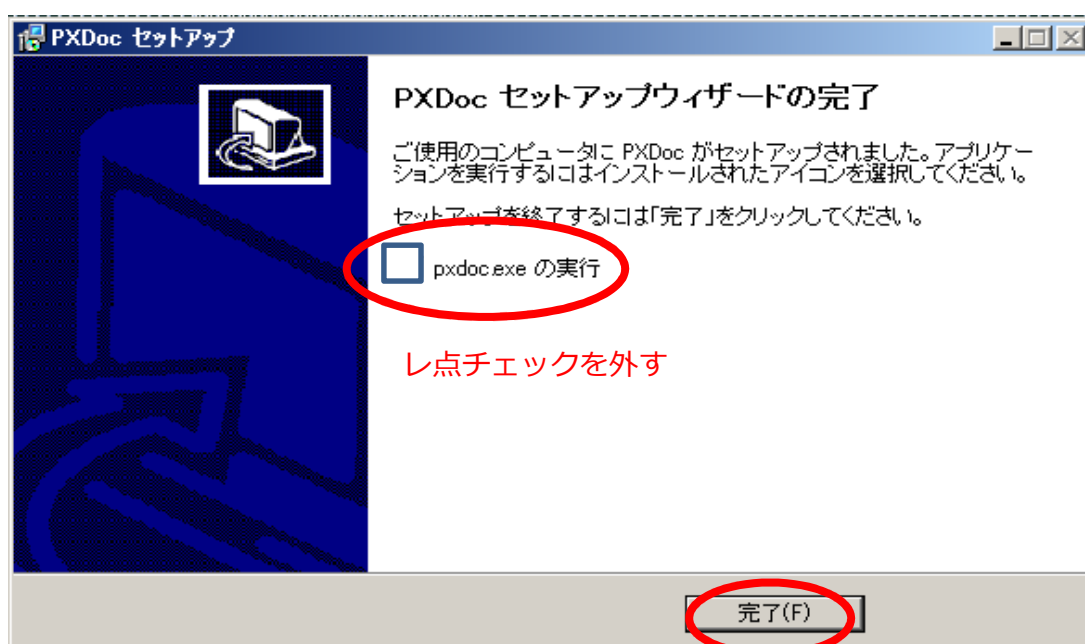 PXDoc セットアップ
PXDoc セットアップウィザードの完了
ご使用のコンピュータに PXDoc がセットアップされました。アプリケー
ションを実行するにはインストールされたアイコンを選択してください。
セットアップを終了するには「完了」をクリックしてください。
pxdoc.exe の実行
レ点チェックを外す
完了(F)